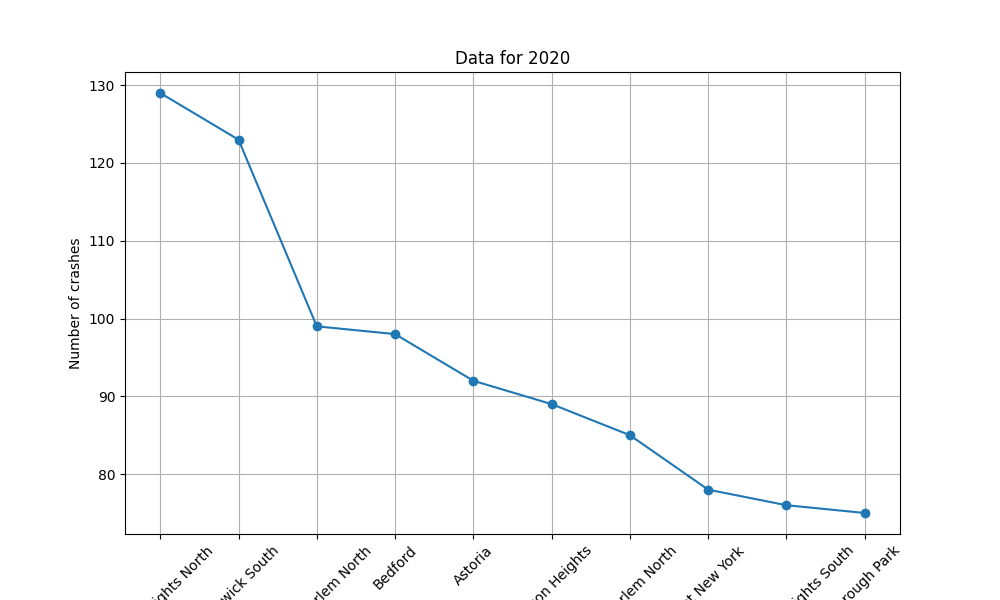 Data for 2020
Number of crashes
130
120
110
100
90
80
ights North
wick South
rlem North
Bedford
Astoria
on Heights
rlem North
t New York
ights South
rough Park